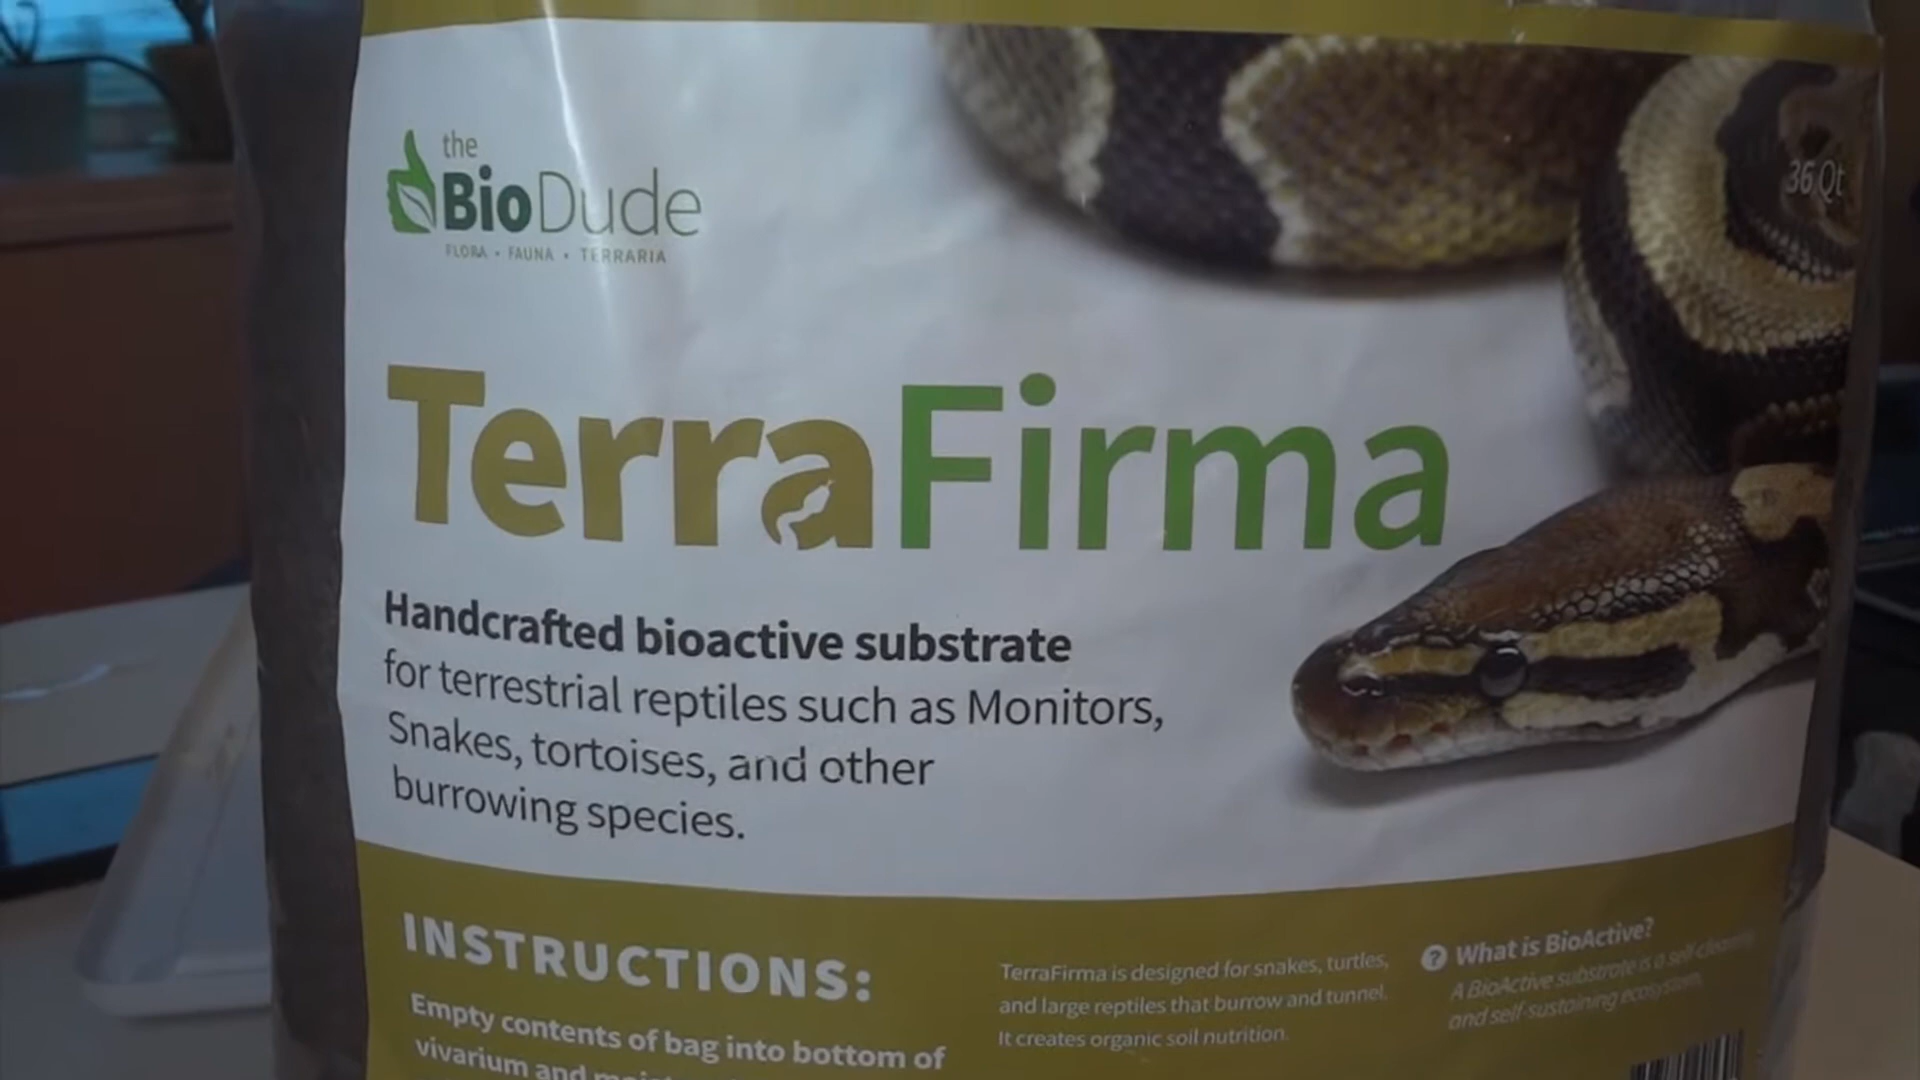 the
BioDude
FLORA • FAUNA • TERRARIA
36 Qt
TerraFirma
Handcrafted bioactive substrate
for terrestrial reptiles such as Monitors,
Snakes, tortoises, and other
burrowing species.
INSTRUCTIONS:
Empty contents of bag into bottom of
vivarium and
TerraFirma is designed for snakes, turtles,
and large reptiles that burrow and tunnel.
It creates organic soil nutrition.
? What is BioActive?
A BioActive substrate is a self-cleaning
and self-sustaining ecosystem.